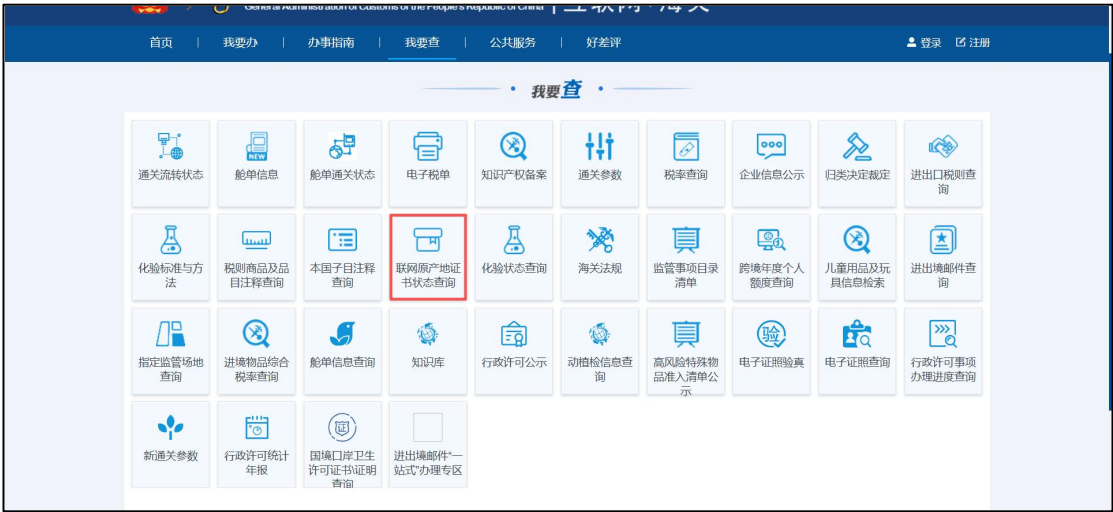 General Administration of Customs of the People's Republic of China
首页 | 我要办 | 办事指南 | 我要查 | 公共服务 | 好差评 登录 注册
我要查
通关流转状态 舱单信息 舱单通关状态 电子税单 知识产权备案 通关参数 税率查询 企业信息公示 归类决定裁定 进出口税则查
询
NEW
化验标准与方 税则商品及品 本国子目注释 联网原产地证 化验状态查询 海关法规 监管事项目录 跨境年度个人 儿童用品及玩 进出境邮件查
法 目注释查询 查询 书状态查询 清单 额度查询 具信息检索 询
验
指定监管场地 进境物品综合 舱单信息查询 知识库 行政许可公示 动植检信息查 高风险特殊物 电子证照验真 电子证照查询 行政许可事项
查询 税率查询 询 品准入清单公 办理进度查询
示
证
新通关参数 行政许可统计 国境口岸卫生 进出境邮件“一
年报 许可证书\证明 站式”办理专区
查询